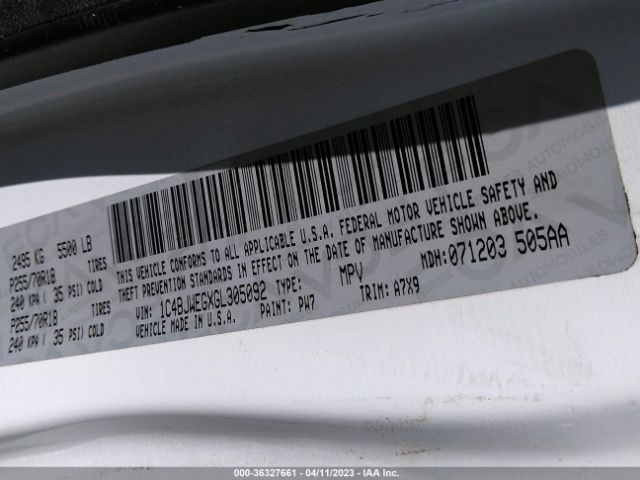 2495 KG 5500 LB
P255/70R18 TIRES
240 KPA ( 35 PSI) COLD
P255/70R18 TIRES
240 KPA ( 35 PSI) COLD
THIS VEHICLE CONFORMS TO ALL APPLICABLE U.S.A. FEDERAL MOTOR VEHICLE SAFETY AND
THEFT PREVENTION STANDARDS IN EFFECT ON THE DATE OF MANUFACTURE SHOWN ABOVE.
VIN: 1C4BJWEGXGL305092 TYPE: MPV MDH: 071203 505AA
VEHICLE MADE IN U.S.A. PAINT: PW7 TRIM: A7X9
000-36327661 - 04/11/2023 - IAA Inc.